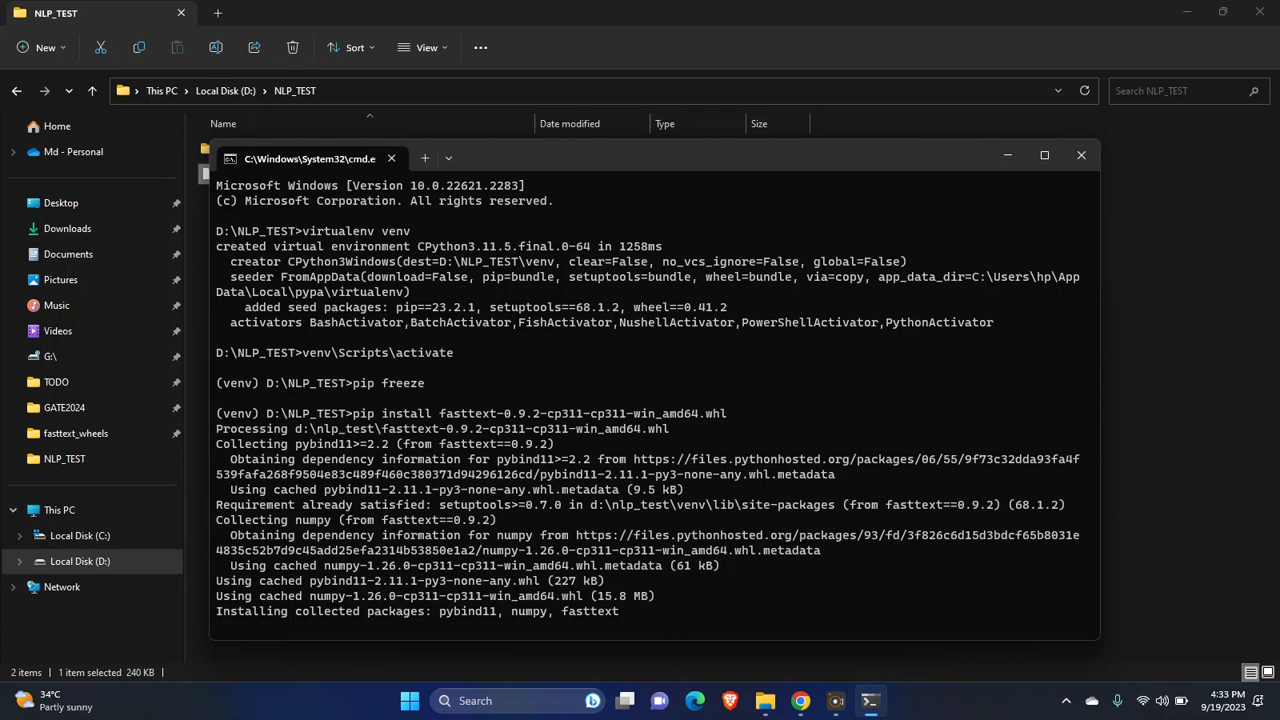 NLP_TEST
New
Sort
View
This PC
Local Disk (D:)
NLP_TEST
Search NLP_TEST
Home
Md - Personal
Desktop
Downloads
Documents
Pictures
Music
Videos
G:\
TODO
GATE2024
fasttext_wheels
NLP_TEST
This PC
Local Disk (C:)
Local Disk (D:)
Network
Name
Date modified
Type
Size
C:\Windows\System32\cmd.e
Microsoft Windows [Version 10.0.22621.2283]
(c) Microsoft Corporation. All rights reserved.
D:\NLP_TEST>virtualenv venv
created virtual environment CPython3.11.5.final.0-64 in 1258ms
creator CPython3Windows(dest=D:\NLP_TEST\venv, clear=False, no_vcs_ignore=False, global=False)
seeder FromAppData(download=False, pip=bundle, setuptools=bundle, wheel=bundle, via=copy, app_data_dir=C:\Users\hp\App
Data\Local\pypa\virtualenv)
added seed packages: pip==23.2.1, setuptools==68.1.2, wheel==0.41.2
activators BashActivator,BatchActivator,FishActivator,NushellActivator,PowerShellActivator,PythonActivator
D:\NLP_TEST>venv\Scripts\activate
(venv) D:\NLP_TEST>pip freeze
(venv) D:\NLP_TEST>pip install fasttext-0.9.2-cp311-cp311-win_amd64.whl
Processing d:\nlp_test\fasttext-0.9.2-cp311-cp311-win_amd64.whl
Collecting pybind11>=2.2 (from fasttext==0.9.2)
Obtaining dependency information for pybind11>=2.2 from https://files.pythonhosted.org/packages/06/55/9f73c32dda93fa4f
539fafa268f9504e83c489f460c380371d94296126cd/pybind11-2.11.1-py3-none-any.whl.metadata
Using cached pybind11-2.11.1-py3-none-any.whl.metadata (9.5 kB)
Requirement already satisfied: setuptools>=0.7.0 in d:\nlp_test\venv\lib\site-packages (from fasttext==0.9.2) (68.1.2)
Collecting numpy (from fasttext==0.9.2)
Obtaining dependency information for numpy from https://files.pythonhosted.org/packages/93/fd/3f826c6d15d3bdcf65b8031e
4835c52b7d9c45add25efa2314b53850e1a2/numpy-1.26.0-cp311-cp311-win_amd64.whl.metadata
Using cached numpy-1.26.0-cp311-cp311-win_amd64.whl.metadata (61 kB)
Using cached pybind11-2.11.1-py3-none-any.whl (227 kB)
Using cached numpy-1.26.0-cp311-cp311-win_amd64.whl (15.8 MB)
Installing collected packages: pybind11, numpy, fasttext
2 items
1 item selected 240 KB
34°C
Partly sunny
Search
4:33 PM
9/19/2023